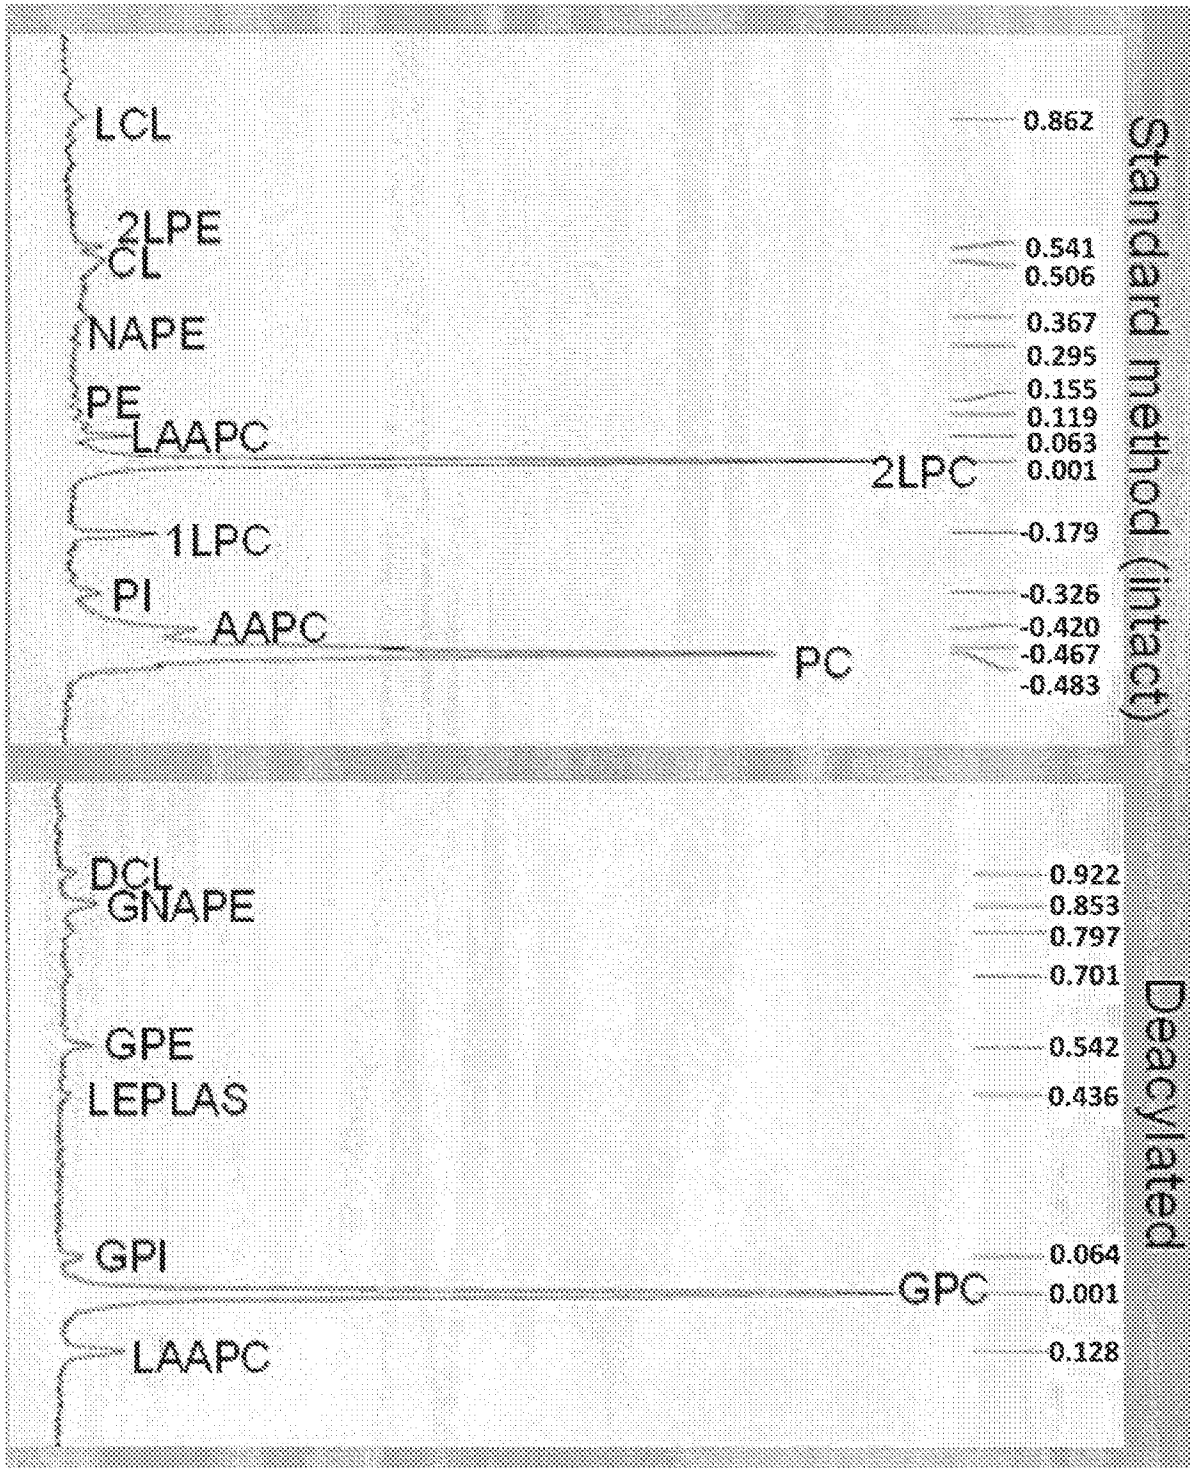 Standard method (intact)
LCL
0.862
2LPE
0.541
CL
0.506
NAPE
0.367
0.295
PE
0.155
0.119
LAAPC
0.063
2LPC
0.001
1LPC
-0.179
PI
-0.326
AAPC
-0.420
PC
-0.467
-0.483
Deacylated
DCL
0.922
GNAPE
0.853
0.797
0.701
GPE
0.542
LEPLAS
0.436
GPI
0.064
GPC
0.001
LAAPC
0.128